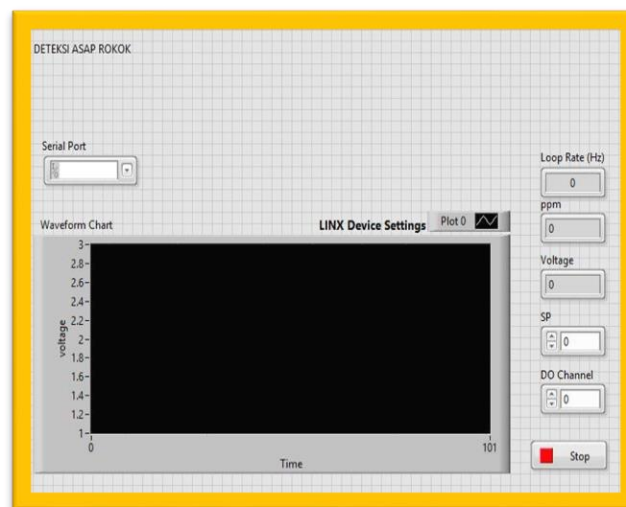 DETEKSI ASAP ROKOK
Serial Port
Loop Rate (Hz)
0
ppm
0
Waveform Chart
LINX Device Settings
Plot 0
Voltage
0
SP
0
DO Channel
0
Stop
voltage
3
2.8
2.6
2.4
2.2
2
1.8
1.6
1.4
1.2
1
0
101
Time